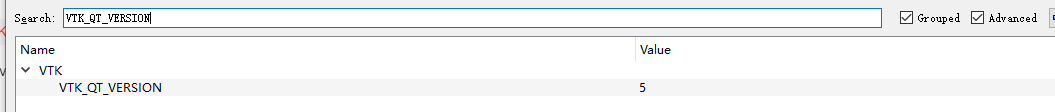 Search: VTK_QT_VERSION Grouped Advanced
Name Value
VTK
VTK_QT_VERSION 5